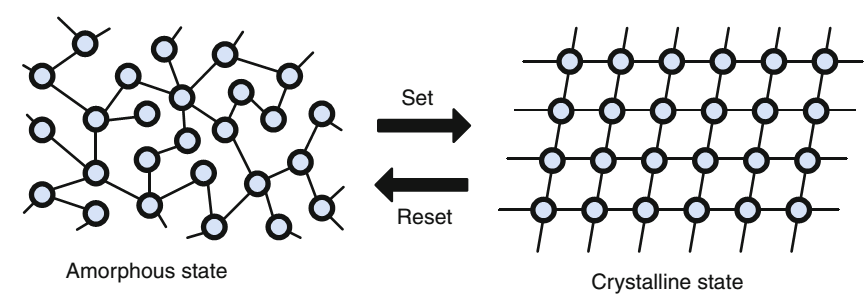 Set
Reset
Amorphous state
Crystalline state